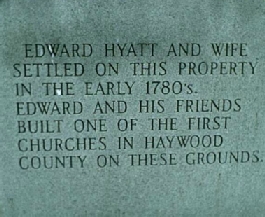 EDWARD HYATT AND WIFE
SETTLED ON THIS PROPERTY
IN THE EARLY 1780's.
EDWARD AND HIS FRIENDS
BUILT ONE OF THE FIRST
CHURCHES IN HAYWOOD
COUNTY ON THESE GROUNDS.